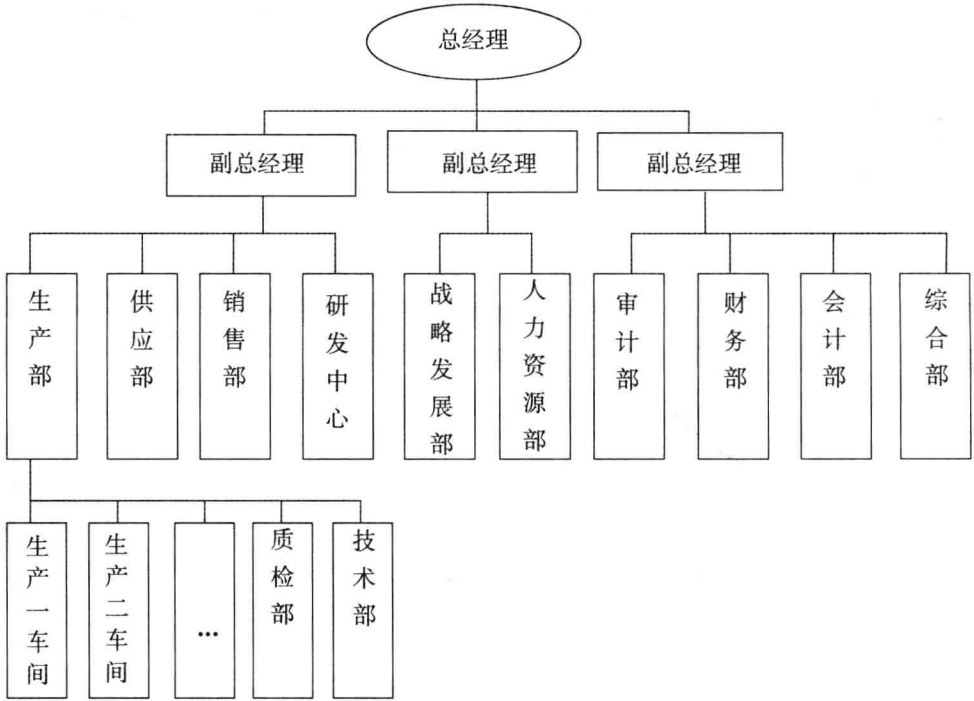 总经理
副总经理
副总经理
副总经理
生产部
供应部
销售部
研发中心
战略发展部
人力资源部
审计部
财务部
会计部
综合部
生产一车间
生产二车间
...
质检部
技术部